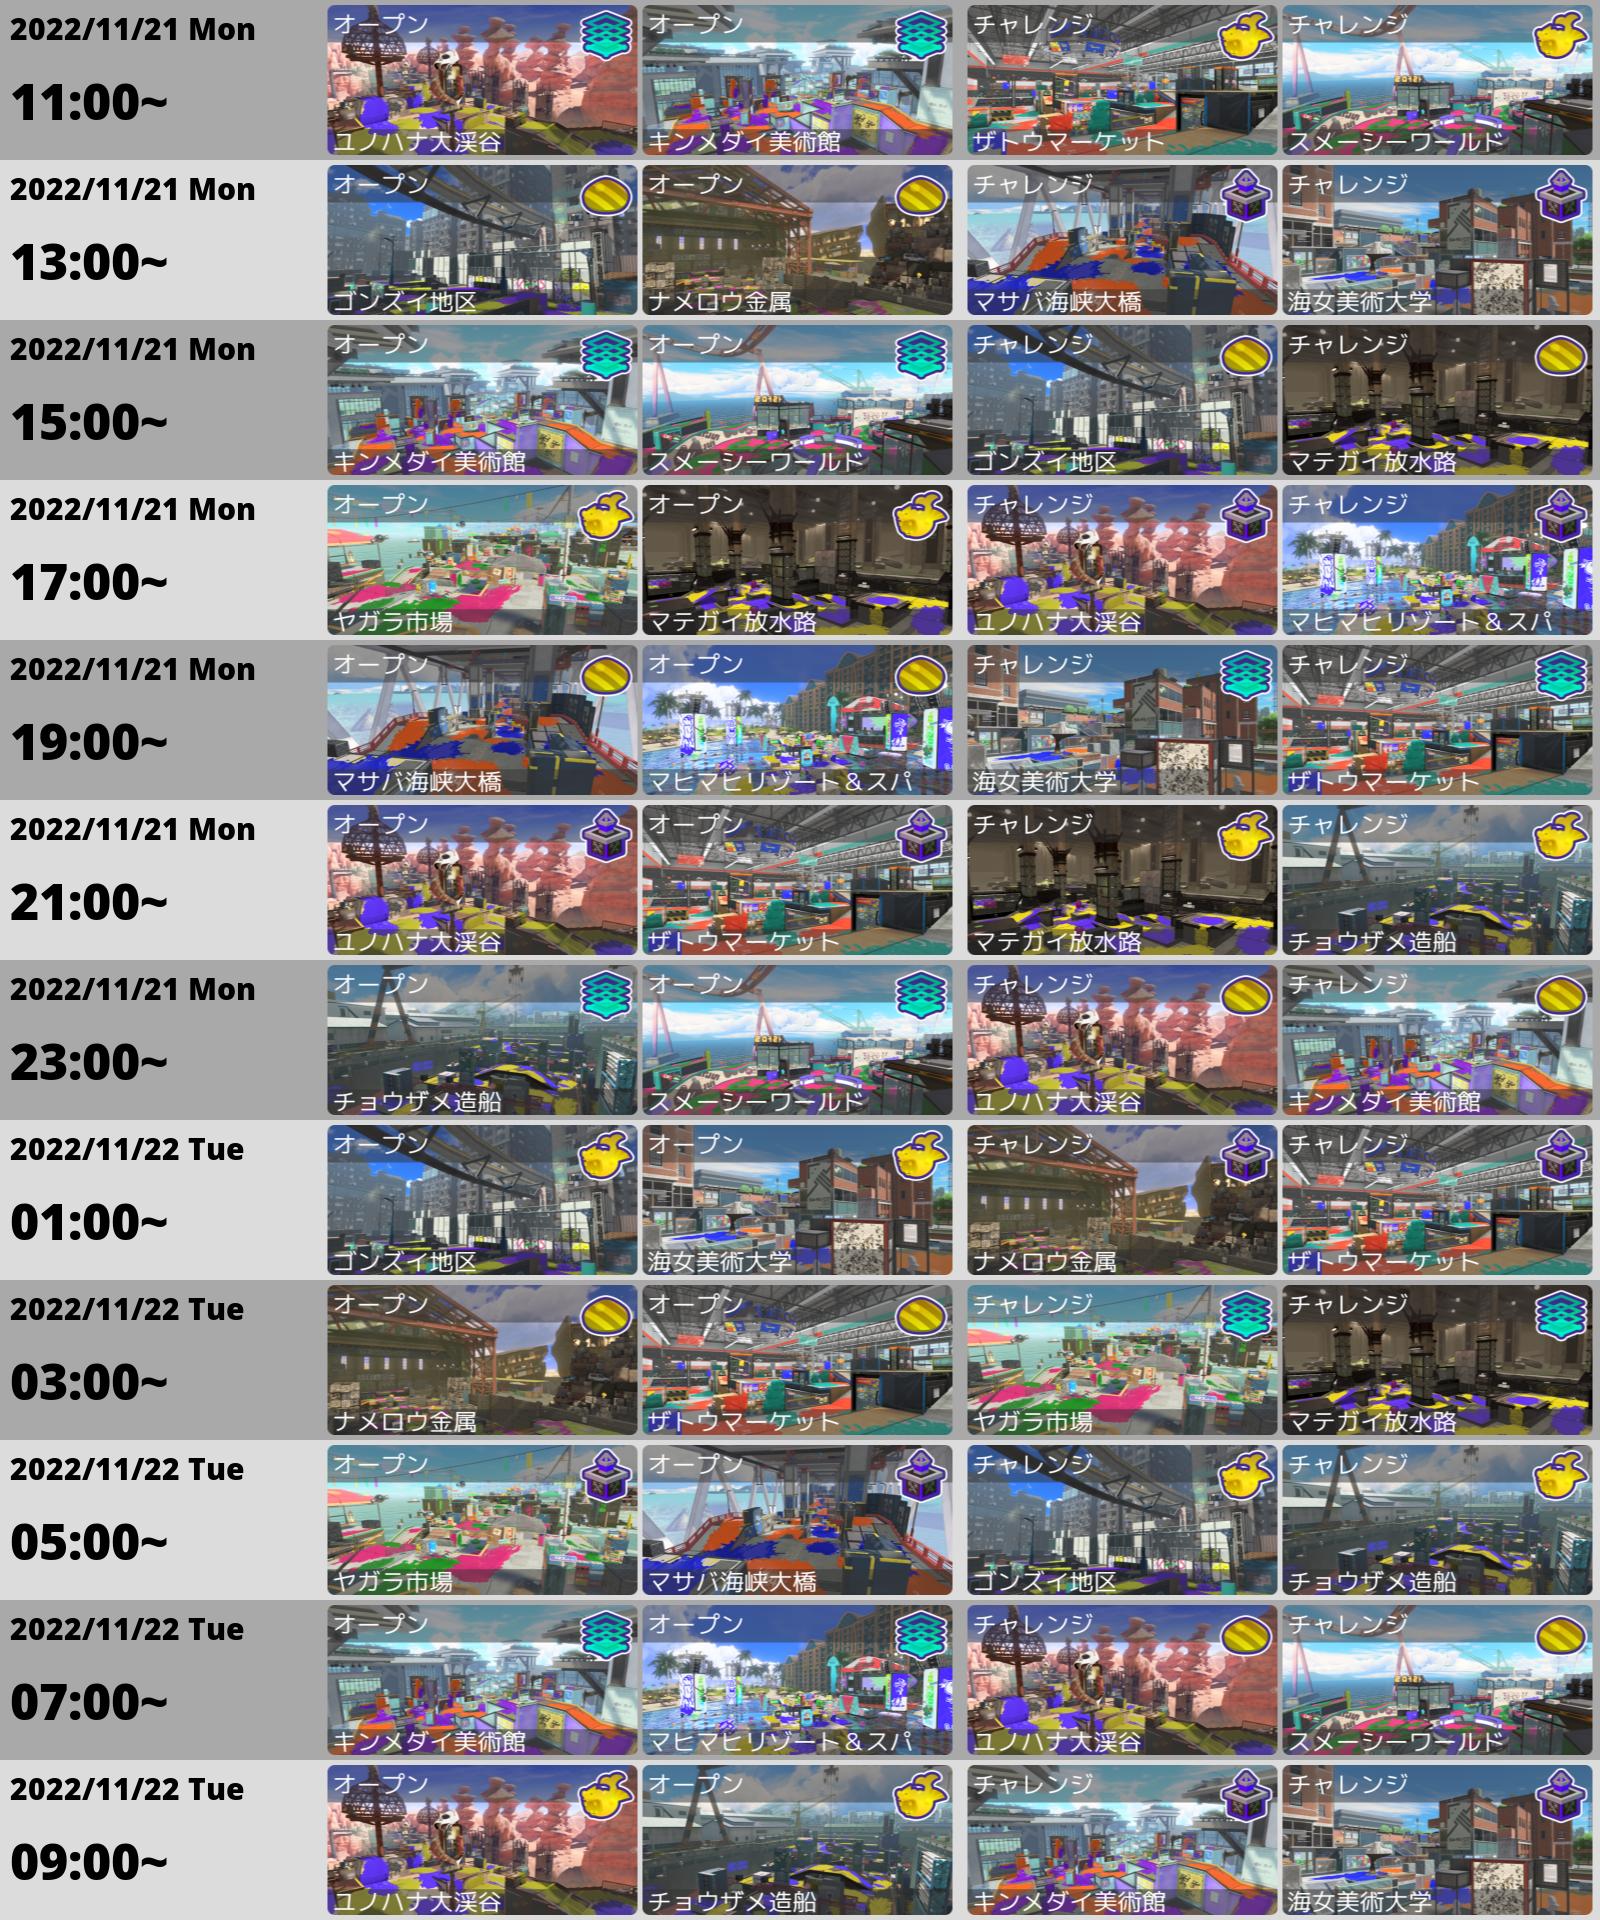 2022/11/21 Mon
11:00~
オープン
ユノハナ大渓谷
オープン
キンメダイ美術館
チャレンジ
ザトウマーケット
チャレンジ
スメーシーワールド
2022/11/21 Mon
13:00~
オープン
ゴンズイ地区
オープン
ナメロウ金属
チャレンジ
マサバ海峡大橋
チャレンジ
海女美術大学
2022/11/21 Mon
15:00~
オープン
キンメダイ美術館
オープン
スメーシーワールド
チャレンジ
ゴンズイ地区
チャレンジ
マテガイ放水路
2022/11/21 Mon
17:00~
オープン
ヤガラ市場
オープン
マテガイ放水路
チャレンジ
ユノハナ大渓谷
チャレンジ
マヒマヒリゾート＆スパ
2022/11/21 Mon
19:00~
オープン
マサバ海峡大橋
オープン
マヒマヒリゾート＆スパ
チャレンジ
海女美術大学
チャレンジ
ザトウマーケット
2022/11/21 Mon
21:00~
オープン
ユノハナ大渓谷
オープン
ザトウマーケット
チャレンジ
マテガイ放水路
チャレンジ
チョウザメ造船
2022/11/21 Mon
23:00~
オープン
チョウザメ造船
オープン
スメーシーワールド
チャレンジ
ユノハナ大渓谷
チャレンジ
キンメダイ美術館
2022/11/22 Tue
01:00~
オープン
ゴンズイ地区
オープン
海女美術大学
チャレンジ
ナメロウ金属
チャレンジ
ザトウマーケット
2022/11/22 Tue
03:00~
オープン
ナメロウ金属
オープン
ザトウマーケット
チャレンジ
ヤガラ市場
チャレンジ
マテガイ放水路
2022/11/22 Tue
05:00~
オープン
ヤガラ市場
オープン
マサバ海峡大橋
チャレンジ
ゴンズイ地区
チャレンジ
チョウザメ造船
2022/11/22 Tue
07:00~
オープン
キンメダイ美術館
オープン
マヒマヒリゾート＆スパ
チャレンジ
ユノハナ大渓谷
チャレンジ
スメーシーワールド
2022/11/22 Tue
09:00~
オープン
ユノハナ大渓谷
オープン
チョウザメ造船
チャレンジ
キンメダイ美術館
チャレンジ
海女美術大学